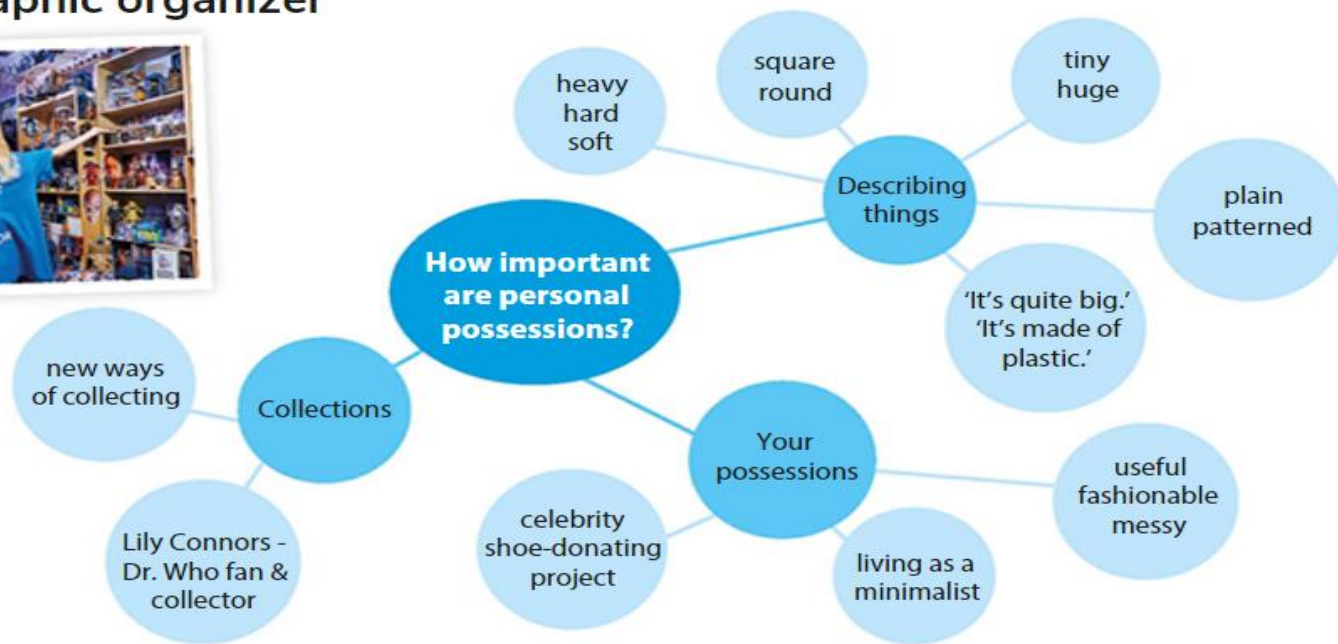 organizer
heavy
hard
soft
square
round
tiny
huge
Describing
things
plain
patterned
'It's quite big.'
'It's made of
plastic.'
How important
are personal
possessions?
new ways
of collecting
Collections
Lily Connors -
Dr. Who fan &
collector
Your
possessions
celebrity
shoe-donating
project
living as a
minimalist
useful
fashionable
messy